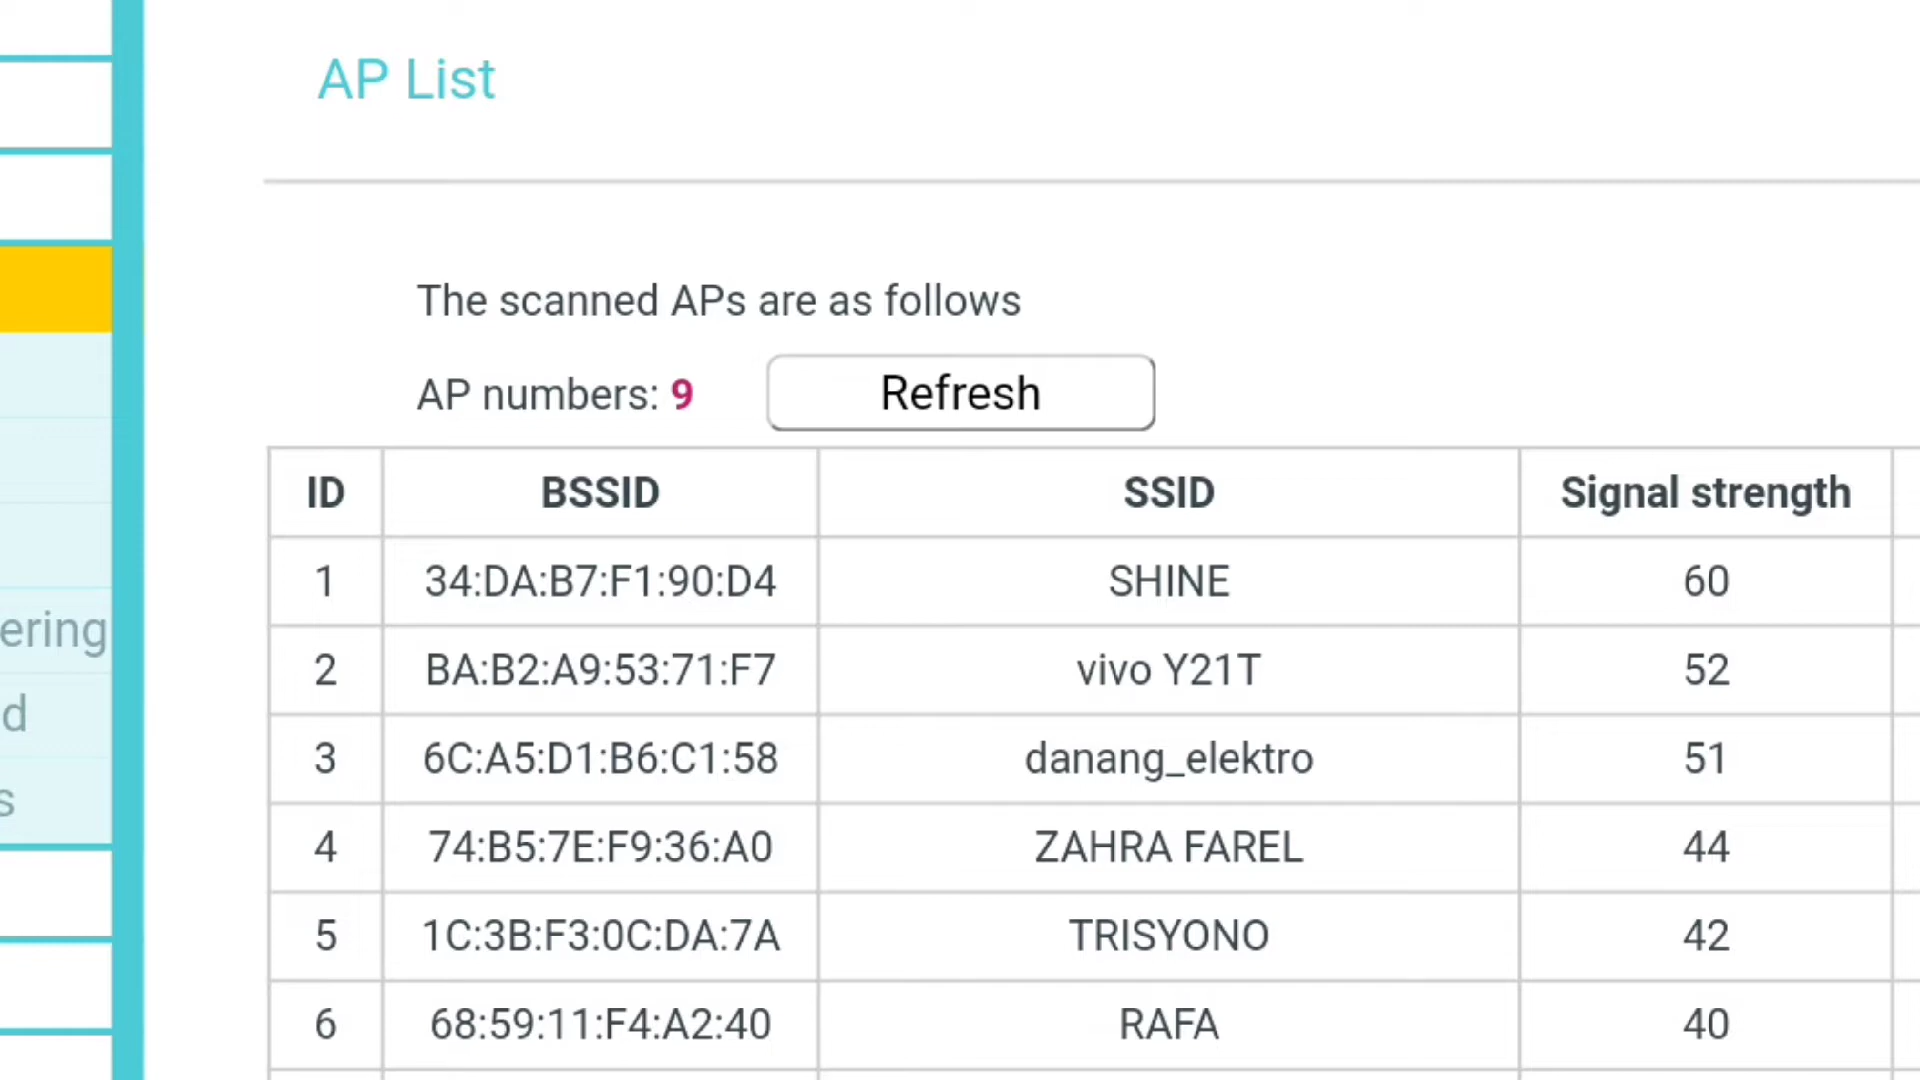 AP List
The scanned APs are as follows
AP numbers: 9 Refresh
ID BSSID SSID Signal strength
1 34:DA:B7:F1:90:D4 SHINE 60
2 BA:B2:A9:53:71:F7 vivo Y21T 52
3 6C:A5:D1:B6:C1:58 danang_elektro 51
ering
4 74:B5:7E:F9:36:A0 ZAHRA FAREL 44
d
5 1C:3B:F3:0C:DA:7A TRISYONO 42
s
6 68:59:11:F4:A2:40 RAFA 40